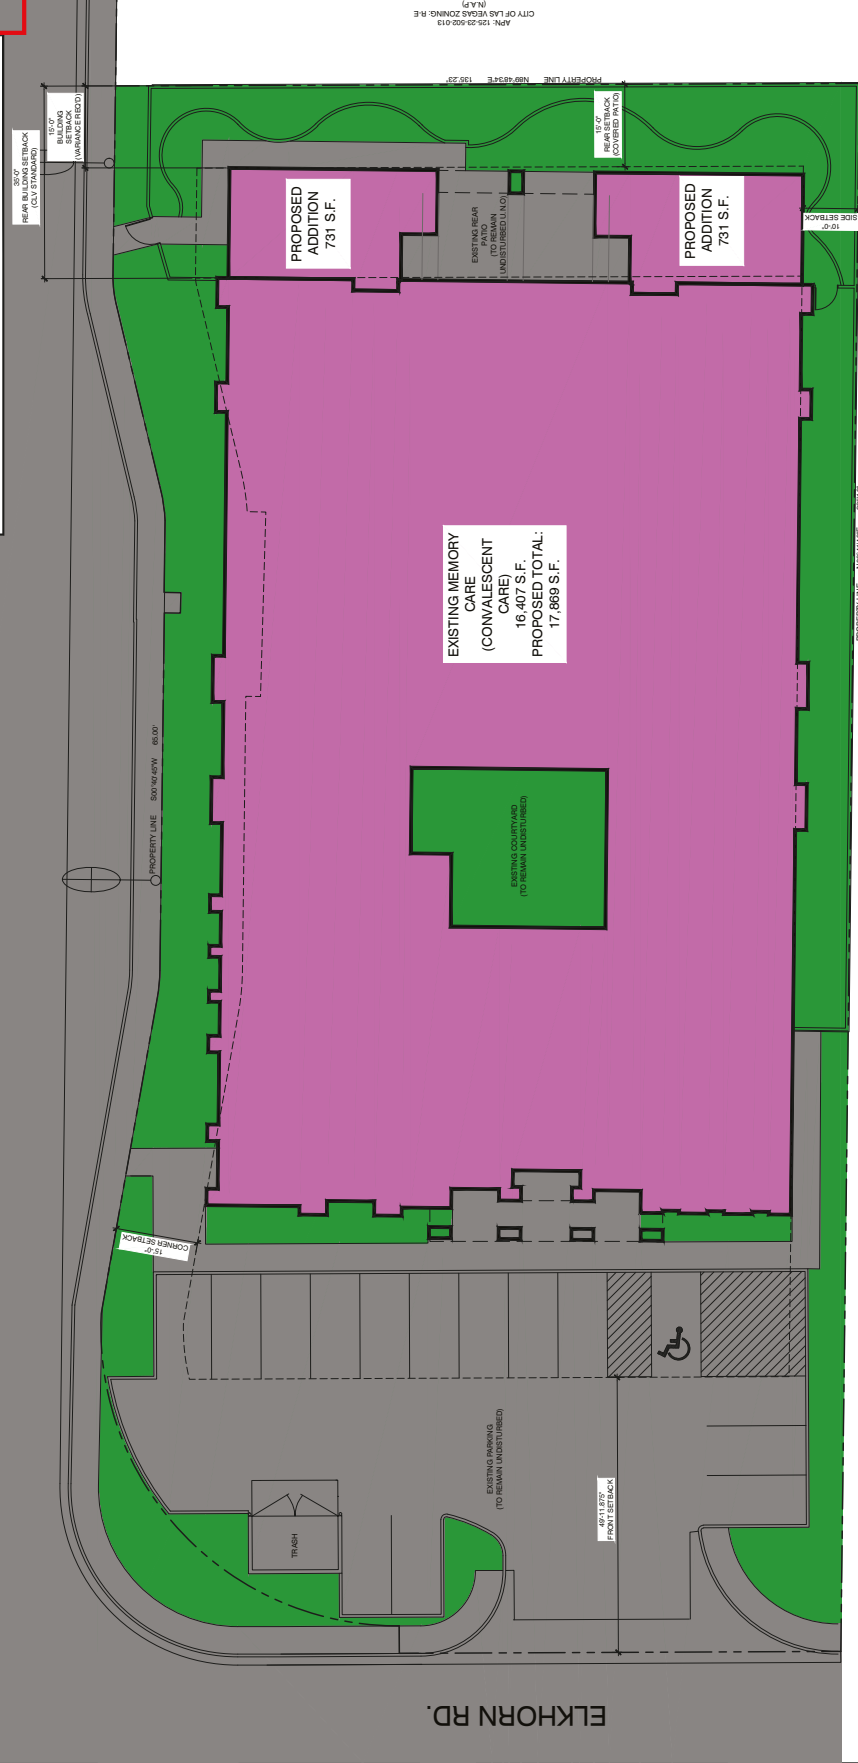 APN: 125-23-502-013
CITY OF LAS VEGAS ZONING: R-E
(N.A.P)
PROPERTY LINE N89°48'34"E 135.23'
35'-0"
REAR BUILDING SETBACK
(CLV STANDARD)
15'-0"
BUILDING
SETBACK
(VARIANCE REQ'D)
15'-0"
REAR SETBACK
(COVERED PATIO)
PROPOSED
ADDITION
731 S.F.
EXISTING REAR
PATIO
(TO REMAIN
UNDISTURBED U.N.O)
PROPOSED
ADDITION
731 S.F.
10'-0"
SIDE SETBACK
EXISTING MEMORY
CARE
(CONVALESCENT
CARE)
16,407 S.F.
PROPOSED TOTAL:
17,869 S.F.
PROPERTY LINE S00°40'45"W 65.00'
EXISTING COURTYARD
(TO REMAIN UNDISTURBED)
15'-0"
CORNER SETBACK
EXISTING PARKING
(TO REMAIN UNDISTURBED)
TRASH
49'-11.875"
FRONT SETBACK
ELKHORN RD.